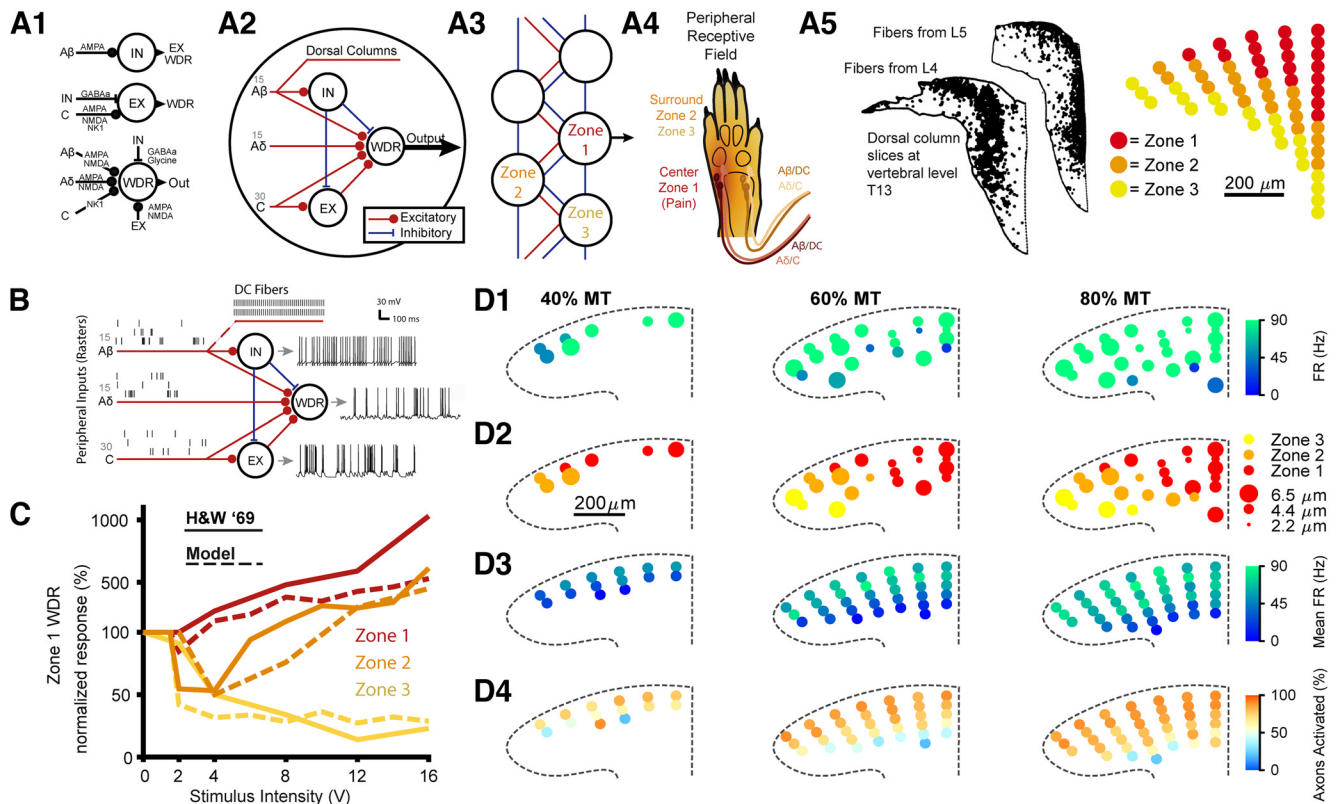 A1
Aβ
AMPA
IN
EX
WDR
IN
GABAa
C
AMPA
NMDA
NK1
EX
WDR
IN
GABAa
Glycine
Aβ
AMPA
NMDA
Aδ
AMPA
NMDA
WDR
Out
C
NK1
AMPA
NMDA
EX
A2
Dorsal Columns
15
Aβ
IN
15
Aδ
WDR
Output
30
C
EX
Excitatory
Inhibitory
A3
Zone
1
Zone
2
Zone
3
A4
Peripheral
Receptive
Field
Surround
Zone 2
Zone 3
Center
Zone 1
(Pain)
Aβ/DC
Aδ/C
Aβ/DC
Aδ/C
A5
Fibers from L5
Fibers from L4
Dorsal column
slices at
vertebral level
T13
= Zone 1
= Zone 2
= Zone 3
200 μm
B
DC Fibers
30 mV
100 ms
Peripheral Inputs (Rasters)
15
Aβ
IN
15
Aδ
WDR
30
C
EX
C
H&W ‘69
Model
Zone 1 WDR
normalized response (%)
1000
500
100
50
0
Zone 1
Zone 2
Zone 3
0
2
4
8
12
16
Stimulus Intensity (V)
D1
40% MT
60% MT
80% MT
90
45
0
FR (Hz)
D2
200μm
Zone 3
Zone 2
Zone 1
6.5 μm
4.4 μm
2.2 μm
D3
90
45
0
Mean FR (Hz)
D4
100
50
0
Axons Activated (%)